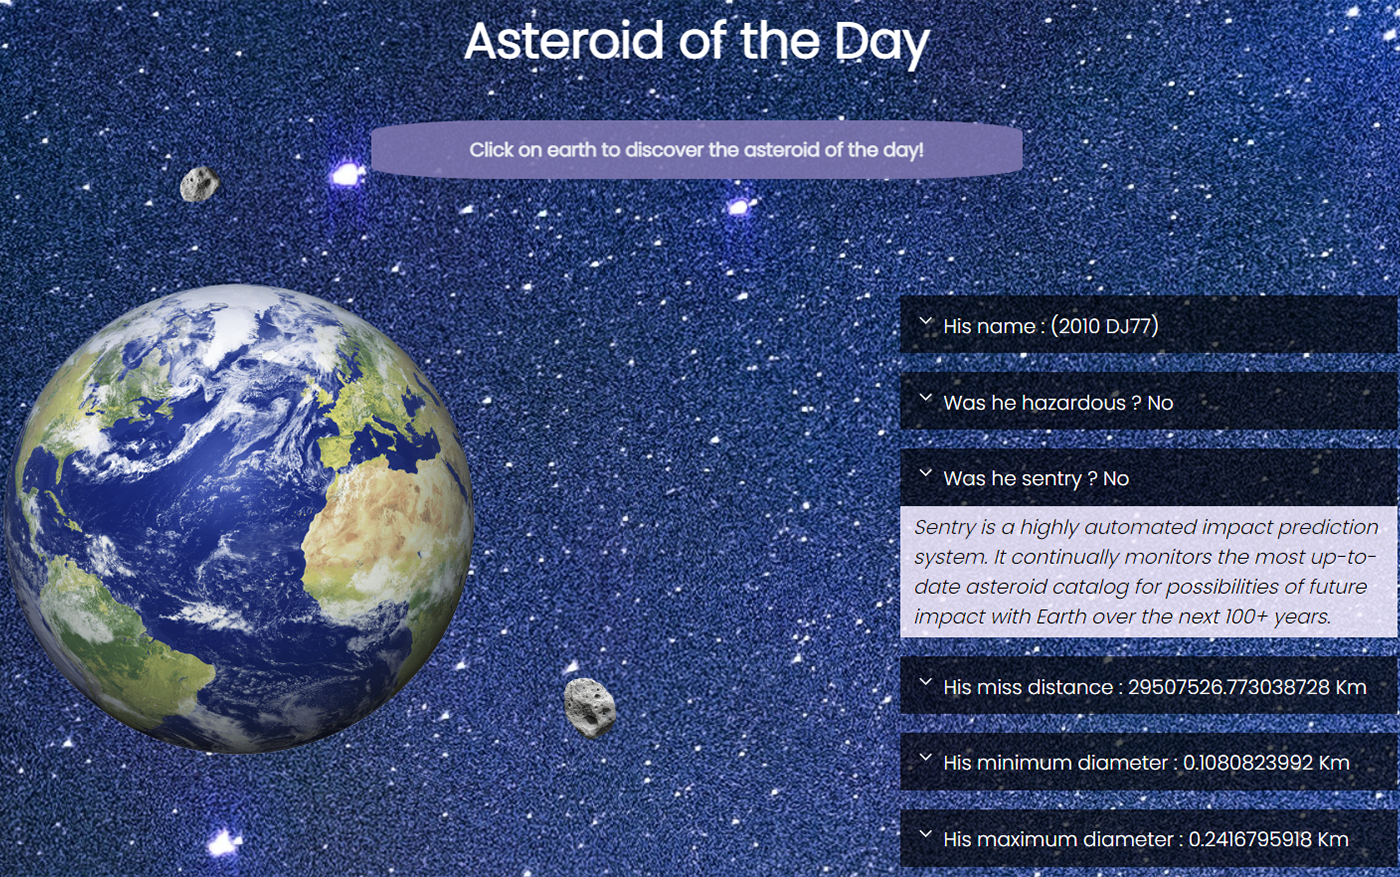 Asteroid of the Day
Click on earth to discover the asteroid of the day!
His name : (2010 DJ77)
Was he hazardous ? No
Was he sentry ? No
Sentry is a highly automated impact prediction
system. It continually monitors the most up-to-
date asteroid catalog for possibilities of future
impact with Earth over the next 100+ years.
His miss distance : 29507526.773038728 Km
His minimum diameter : 0.1080823992 Km
His maximum diameter : 0.2416795918 Km